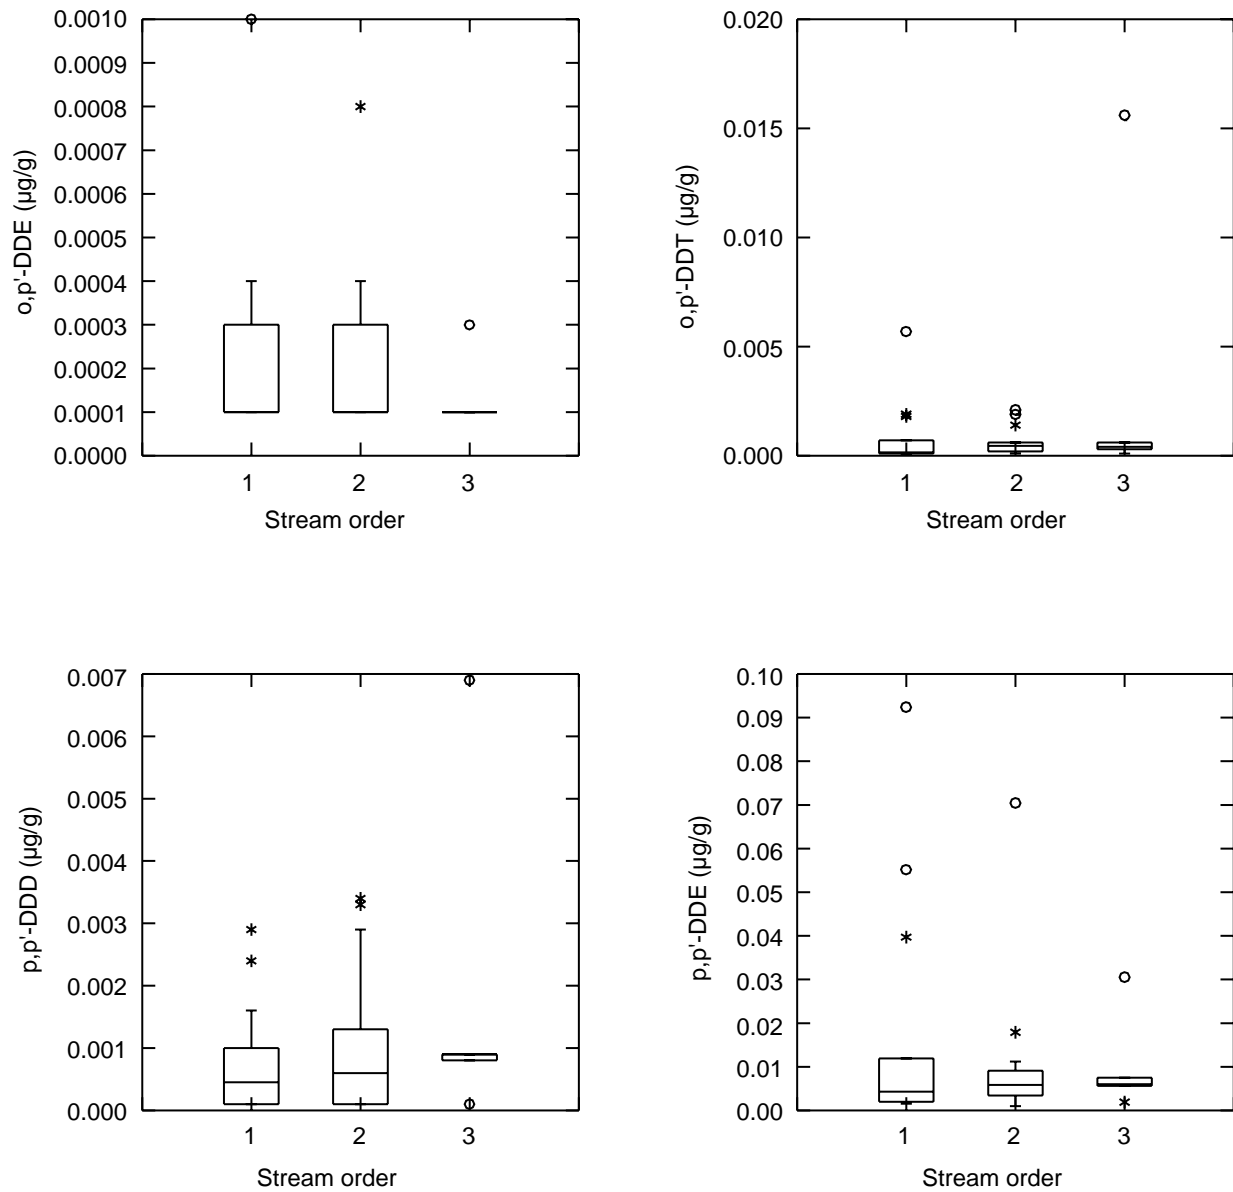 o,p'-DDE (µg/g)
0.0010
0.0009
0.0008
0.0007
0.0006
0.0005
0.0004
0.0003
0.0002
0.0001
0.0000
1 2 3
Stream order
o,p'-DDT (µg/g)
0.020
0.015
0.010
0.005
0.000
1 2 3
Stream order
p,p'-DDD (µg/g)
0.007
0.006
0.005
0.004
0.003
0.002
0.001
0.000
1 2 3
Stream order
p,p'-DDE (µg/g)
0.10
0.09
0.08
0.07
0.06
0.05
0.04
0.03
0.02
0.01
0.00
1 2 3
Stream order